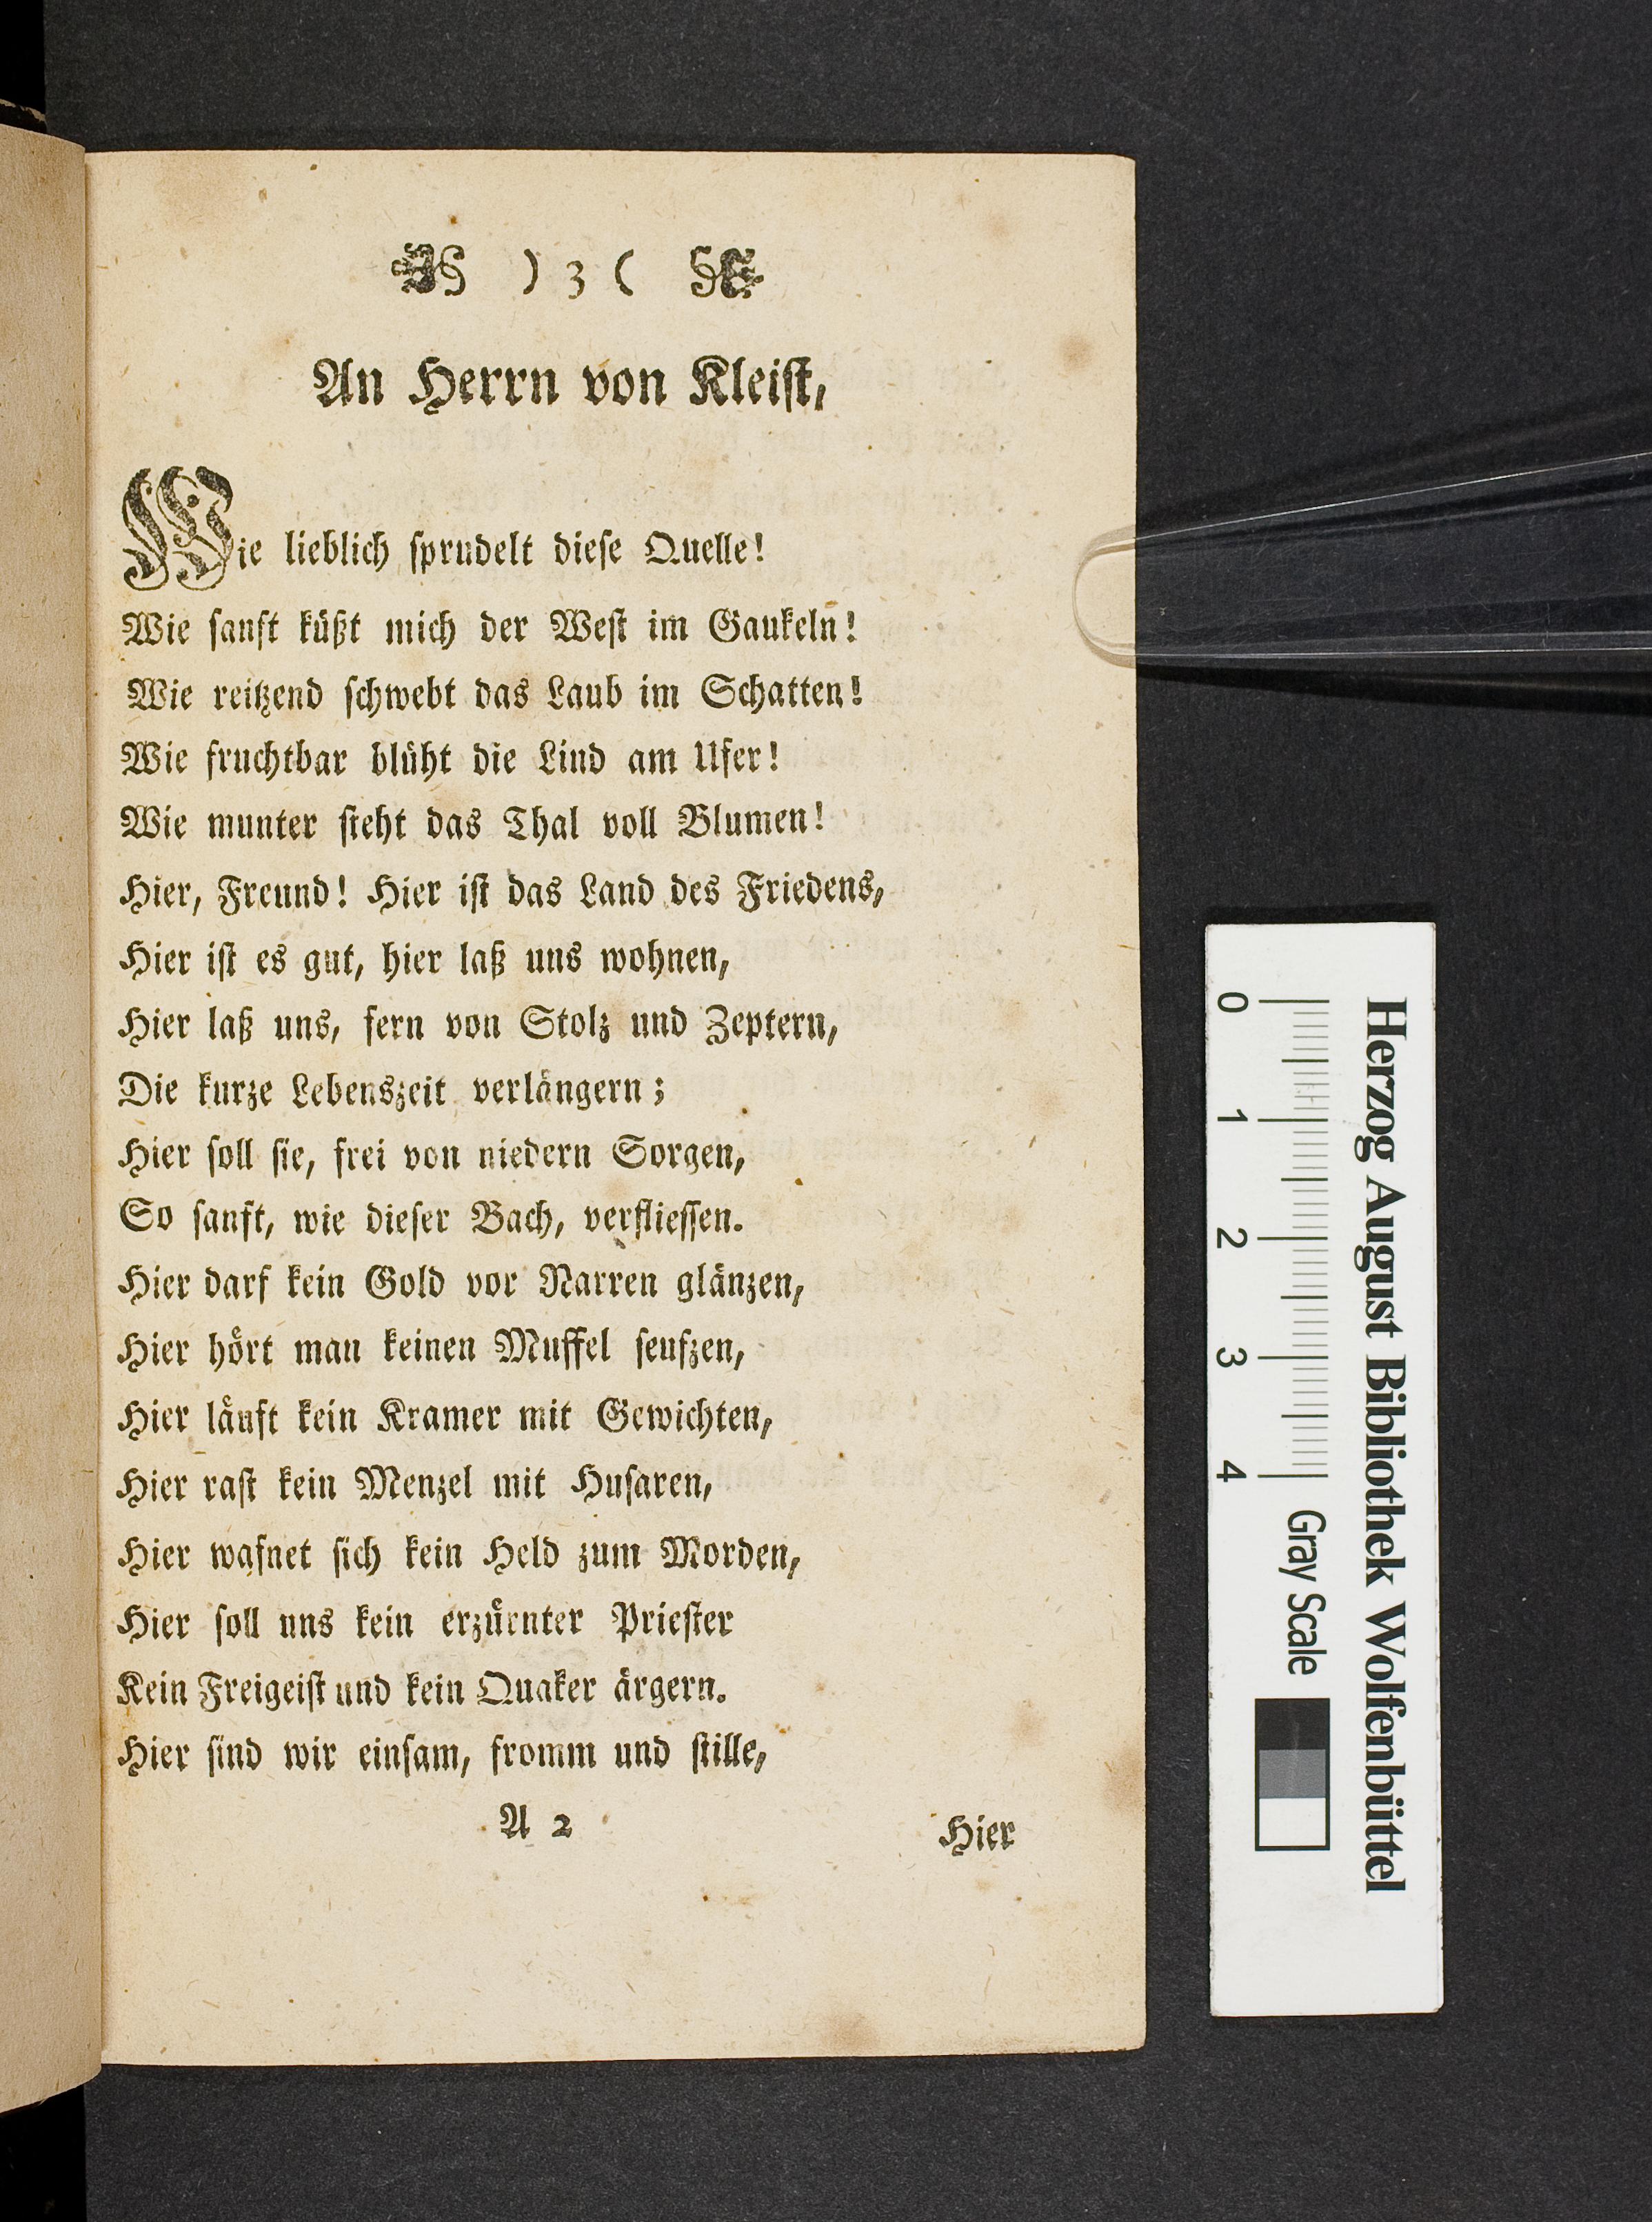 ) 3 (
An Herrn von Kleiſt,
Wie lieblich ſprudelt dieſe Quelle!
Wie ſanft küßt mich der Weſt im Gaukeln!
Wie reitzend ſchwebt das Laub im Schatten!
Wie fruchtbar blüht die Lind am Ufer!
Wie munter ſteht das Thal voll Blumen!
Hier, Freund! Hier iſt das Land des Friedens,
Hier iſt es gut, hier laß uns wohnen,
Hier laß uns, fern von Stolz und Zeptern,
Die kurze Lebenszeit verlängern;
Hier ſoll ſie, frei von niedern Sorgen,
So ſanft, wie dieſer Bach, verflieſſen.
Hier darf kein Gold vor Narren glänzen,
Hier hört man keinen Muffel ſeufzen,
Hier läuft kein Kramer mit Gewichten,
Hier raſt kein Menzel mit Huſaren,
Hier wafnet ſich kein Held zum Morden,
Hier ſoll uns kein erzürnter Prieſter
Kein Freigeiſt und kein Quaker ärgern.
Hier ſind wir einſam, fromm und ſtille,
A 2
Hier
Herzog August Bibliothek Wolfenbüttel
0 1 2 3 4 Gray Scale